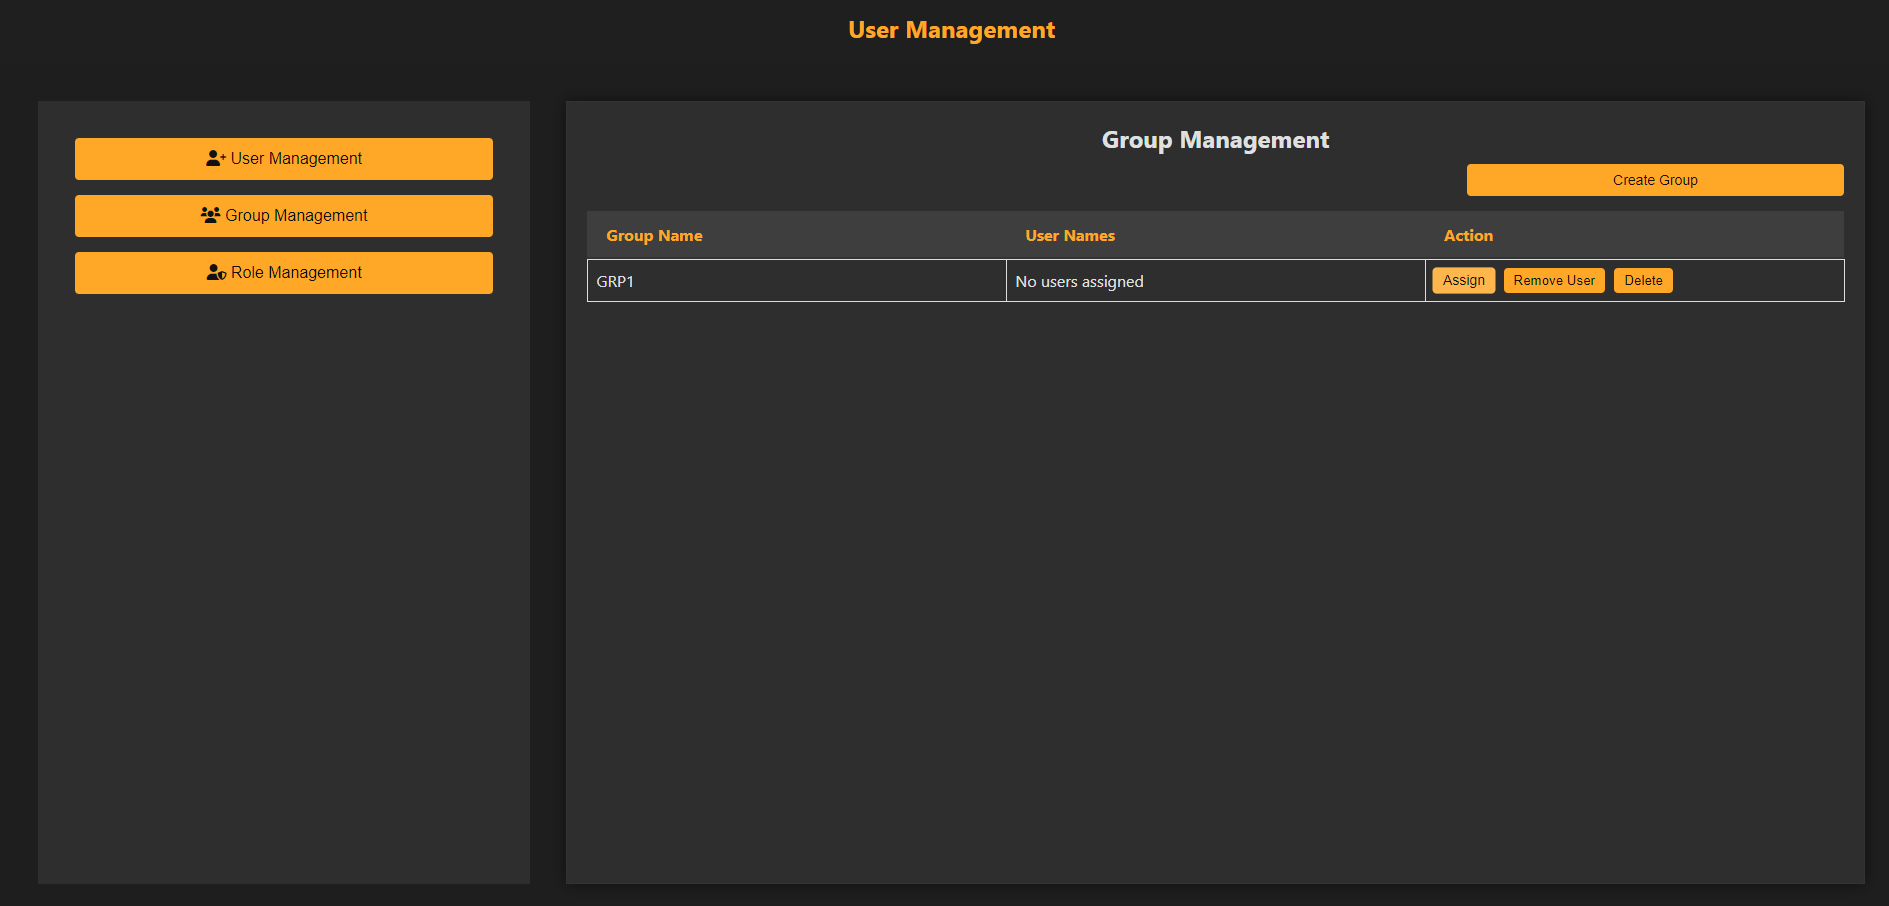 User Management
User Management
Group Management
Role Management
Group Management
Create Group
Group Name User Names Action
GRP1 No users assigned Assign Remove User Delete